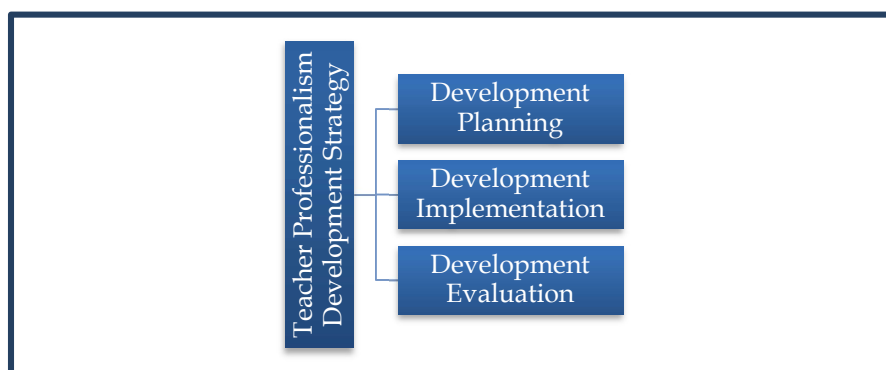 Teacher Professionalism
Development Strategy
Development
Planning
Development
Implementation
Development
Evaluation